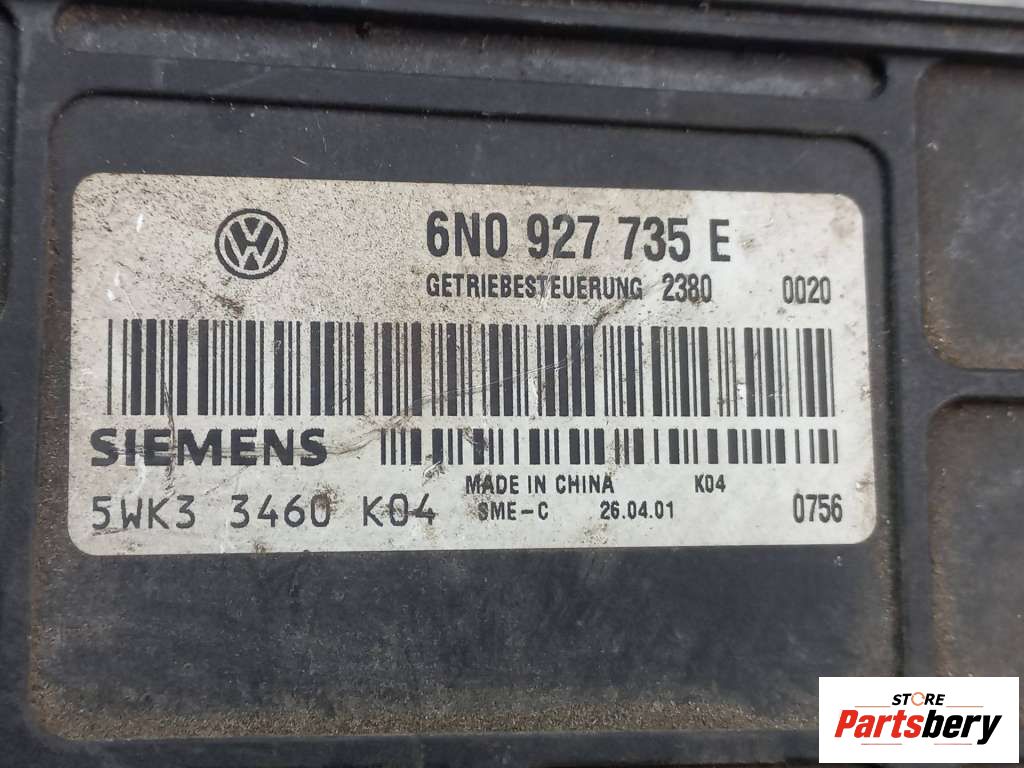 6N0 927 735 E
GETRIEBESTEUERUNG 2380 0020
SIEMENS
MADE IN CHINA K04
5WK3 3460 K04 SME-C 26.04.01 0756
STORE
Partsbery